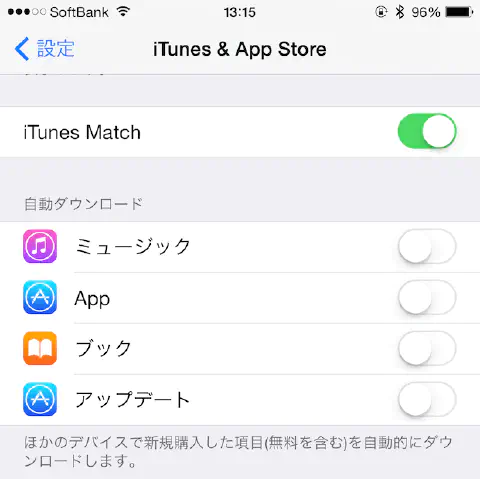 SoftBank 13:15 96%
設定 iTunes & App Store
iTunes Match
自動ダウンロード
ミュージック
App
ブック
アップデート
ほかのデバイスで新規購入した項目(無料を含む)を自動的にダウ
ンロードします。